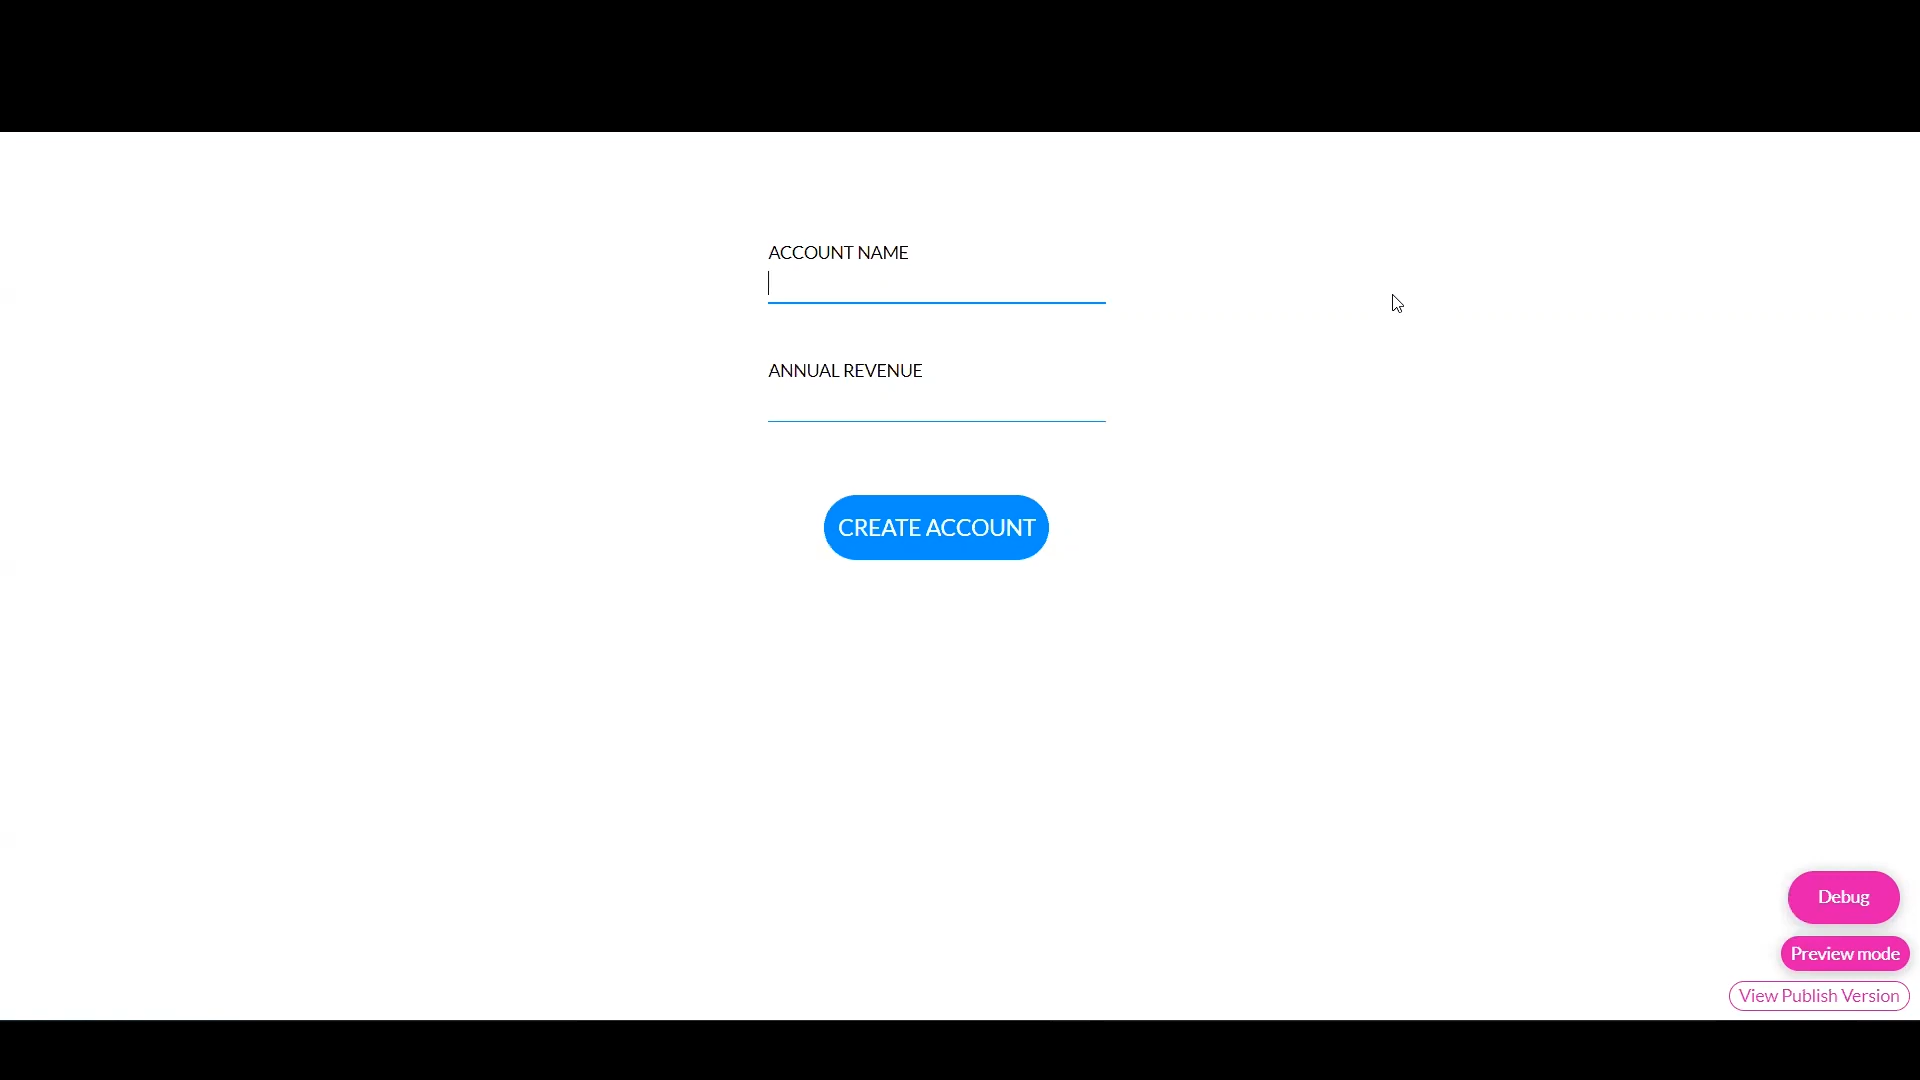 ACCOUNT NAME
ANNUAL REVENUE
CREATE ACCOUNT
Debug
Preview mode
View Publish Version